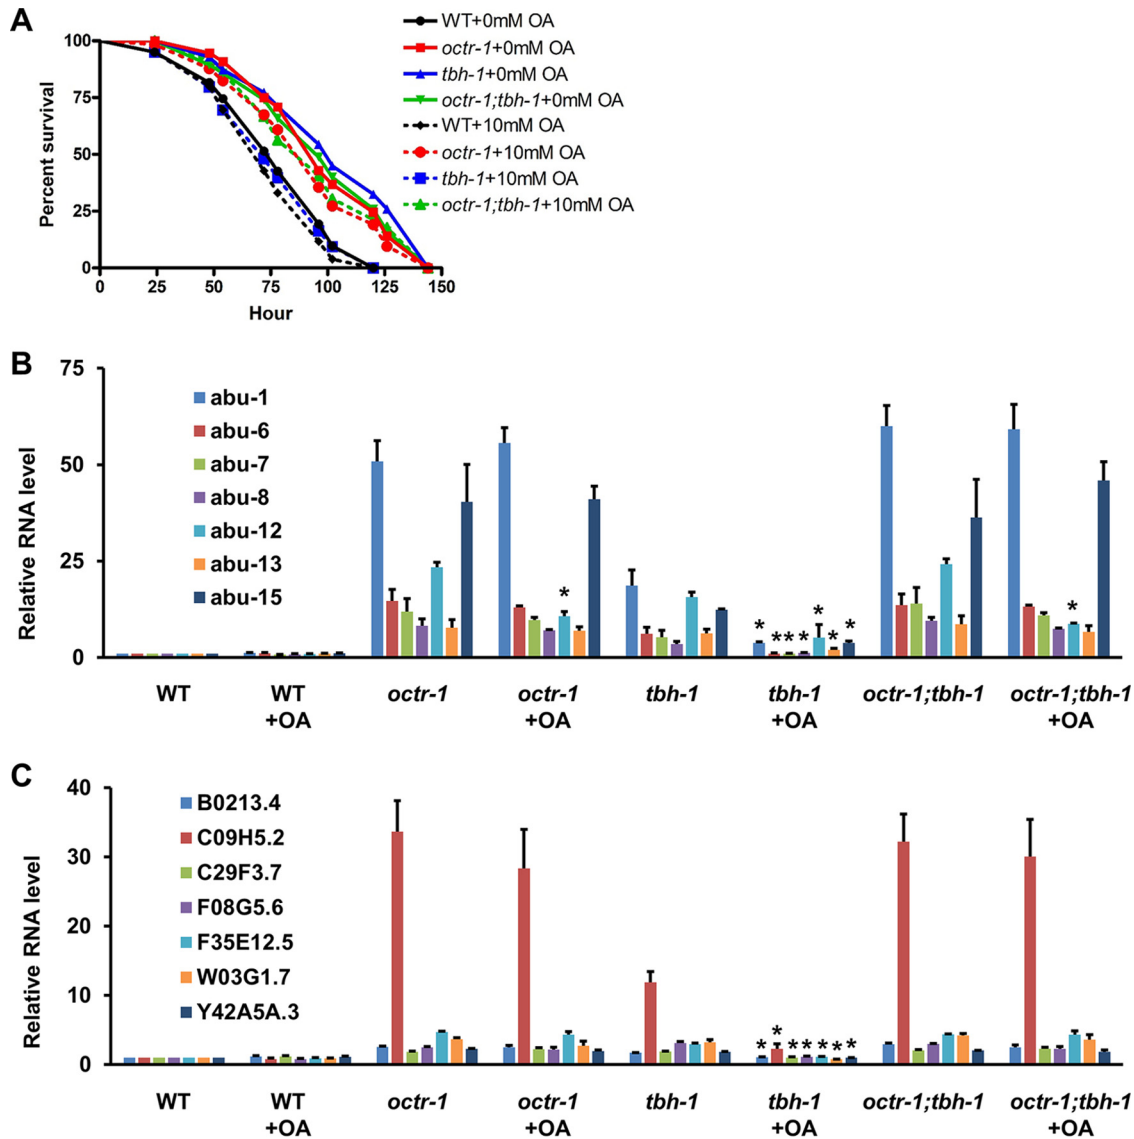 A
WT+0mM OA
octr-1+0mM OA
tbh-1+0mM OA
octr-1;tbh-1+0mM OA
WT+10mM OA
octr-1+10mM OA
tbh-1+10mM OA
octr-1;tbh-1+10mM OA
Percent survival
100
75
50
25
0
0 25 50 75 100 125 150
Hour
B
Relative RNA level
75
50
25
0
abu-1
abu-6
abu-7
abu-8
abu-12
abu-13
abu-15
*
* * * * * * *
*
WT WT octr-1 octr-1 tbh-1 tbh-1 octr-1;tbh-1 octr-1;tbh-1
+OA +OA +OA +OA
C
Relative RNA level
40
30
20
10
0
B0213.4
C09H5.2
C29F3.7
F08G5.6
F35E12.5
W03G1.7
Y42A5A.3
* * * * * * *
WT WT octr-1 octr-1 tbh-1 tbh-1 octr-1;tbh-1 octr-1;tbh-1
+OA +OA +OA +OA